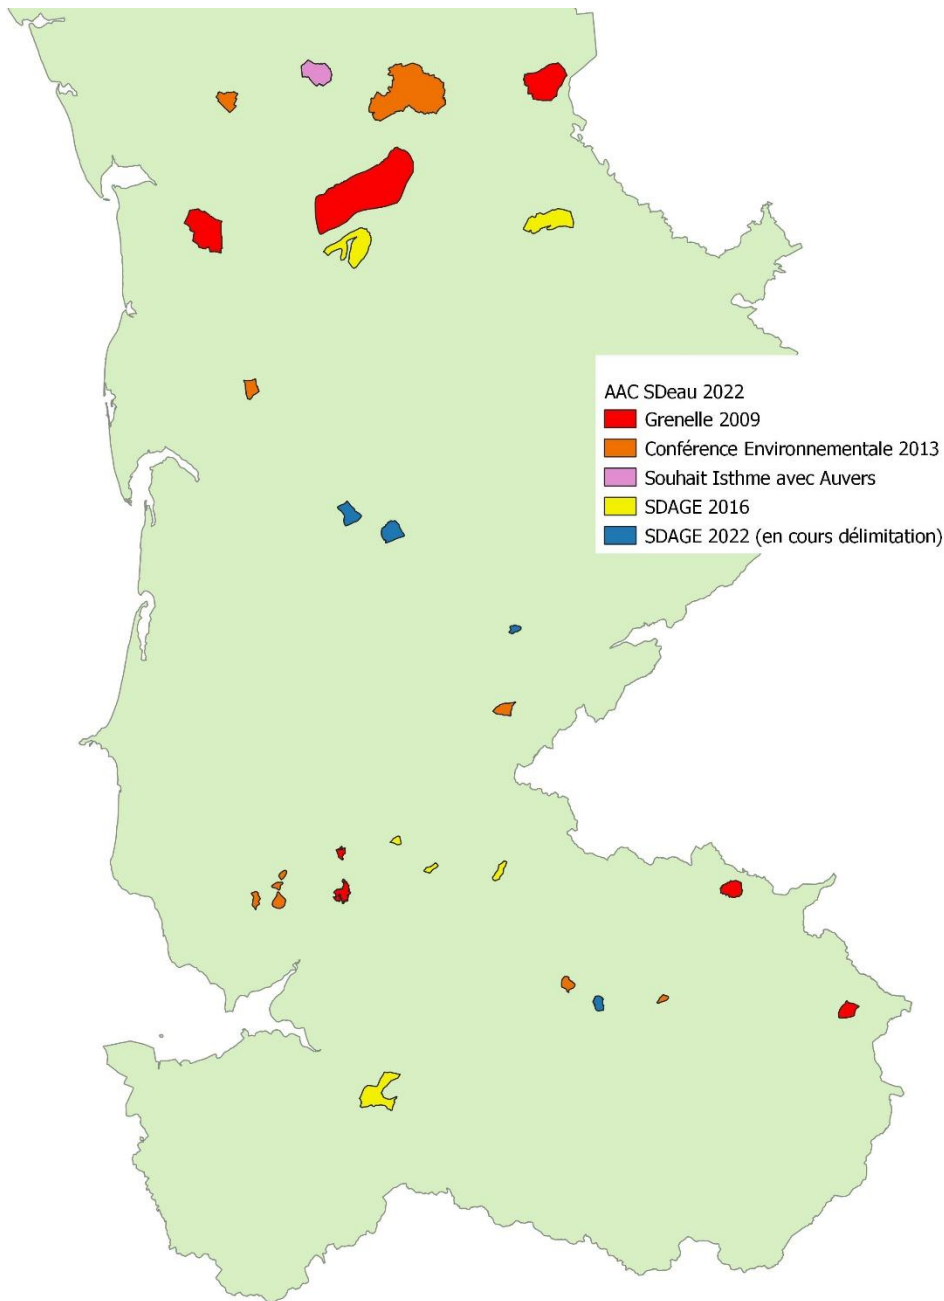 AAC SDeau 2022
Grenelle 2009
Conférence Environnementale 2013
Souhait Isthme avec Auvers
SDAGE 2016
SDAGE 2022 (en cours délimitation)